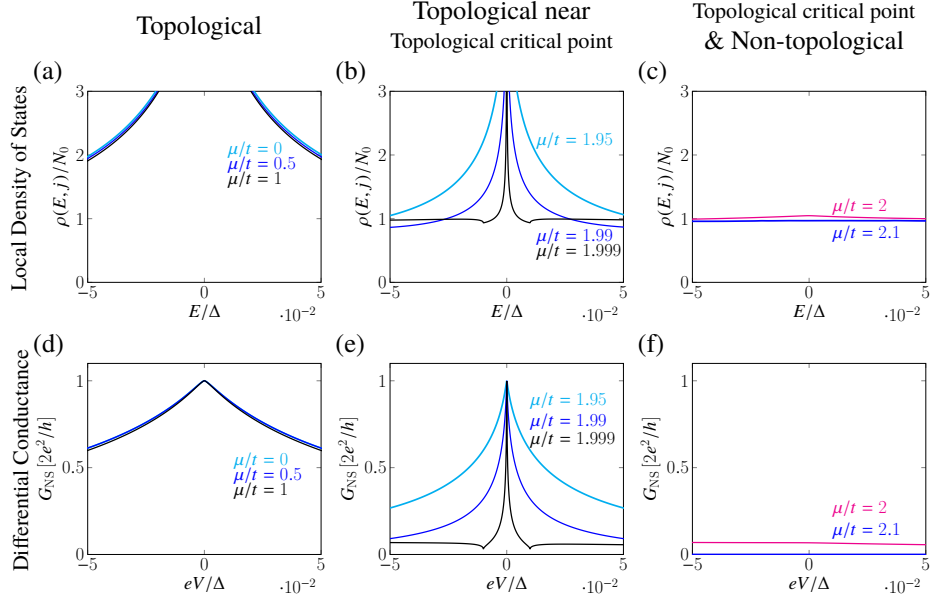 Topological
Topological near
Topological critical point
Topological critical point
& Non-topological
Local Density of States
(a)
ρ(E, j)/N₀
3
2
1
0
−5
0
5
E/Δ
·10⁻²
μ/t = 0
μ/t = 0.5
μ/t = 1
(b)
ρ(E, j)/N₀
3
2
1
0
−5
0
5
E/Δ
·10⁻²
μ/t = 1.95
μ/t = 1.99
μ/t = 1.999
(c)
ρ(E, j)/N₀
3
2
1
0
−5
0
5
E/Δ
·10⁻²
μ/t = 2
μ/t = 2.1
Differential Conductance
(d)
G_NS [2e²/h]
1
0.5
0
−5
0
5
eV/Δ
·10⁻²
μ/t = 0
μ/t = 0.5
μ/t = 1
(e)
G_NS [2e²/h]
1
0.5
0
−5
0
5
eV/Δ
·10⁻²
μ/t = 1.95
μ/t = 1.99
μ/t = 1.999
(f)
G_NS [2e²/h]
1
0.5
0
−5
0
5
eV/Δ
·10⁻²
μ/t = 2
μ/t = 2.1